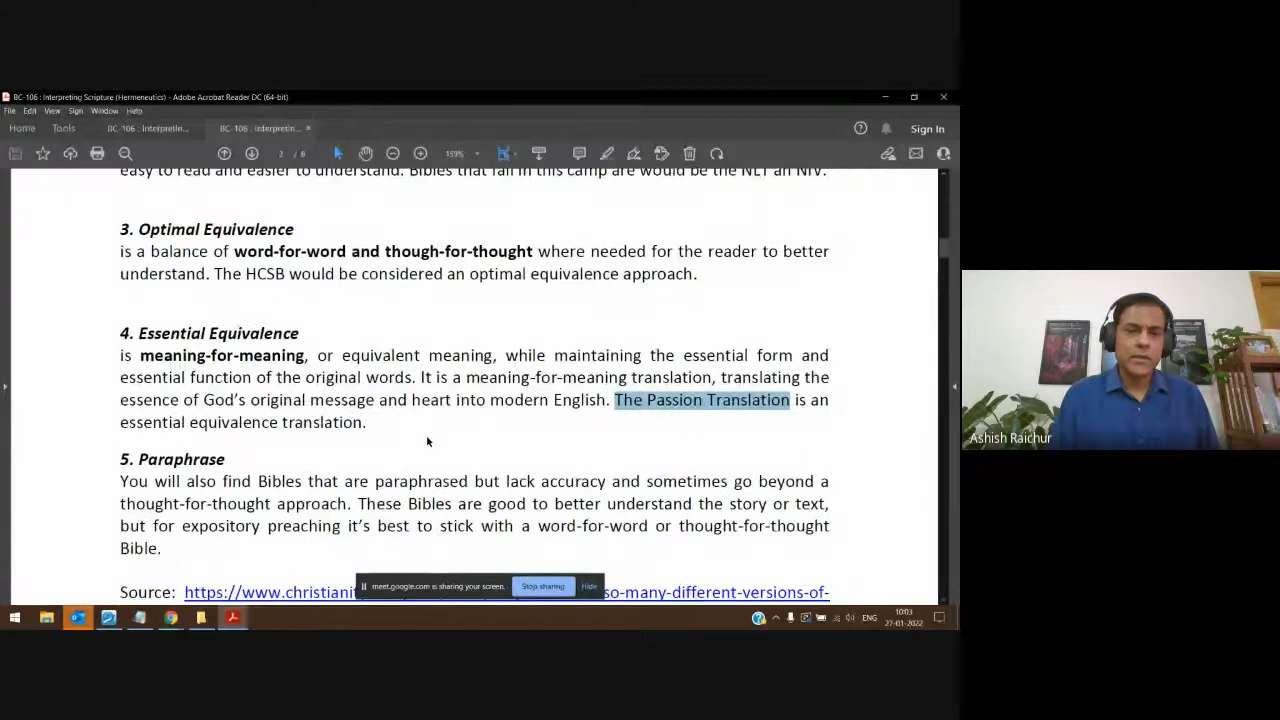 BC-106 : Interpreting Scripture (Hermeneutics) - Adobe Acrobat Reader DC (64-bit)
File Edit View Sign Window Help
Home Tools BC-106 : Interpretin... BC-106 : Interpretin... ×
Sign In
2 / 8 159%
easy to read and easier to understand. Bibles that fall in this camp are would be the NLT an NIV.
3. Optimal Equivalence
is a balance of word-for-word and though-for-thought where needed for the reader to better
understand. The HCSB would be considered an optimal equivalence approach.
4. Essential Equivalence
is meaning-for-meaning, or equivalent meaning, while maintaining the essential form and
essential function of the original words. It is a meaning-for-meaning translation, translating the
essence of God's original message and heart into modern English. The Passion Translation is an
essential equivalence translation.
5. Paraphrase
You will also find Bibles that are paraphrased but lack accuracy and sometimes go beyond a
thought-for-thought approach. These Bibles are good to better understand the story or text,
but for expository preaching it's best to stick with a word-for-word or thought-for-thought
Bible.
Source: https://www.christianit so-many-different-versions-of-
meet.google.com is sharing your screen. Stop sharing Hide
ENG 10:03
27-01-2022
Ashish Raichur